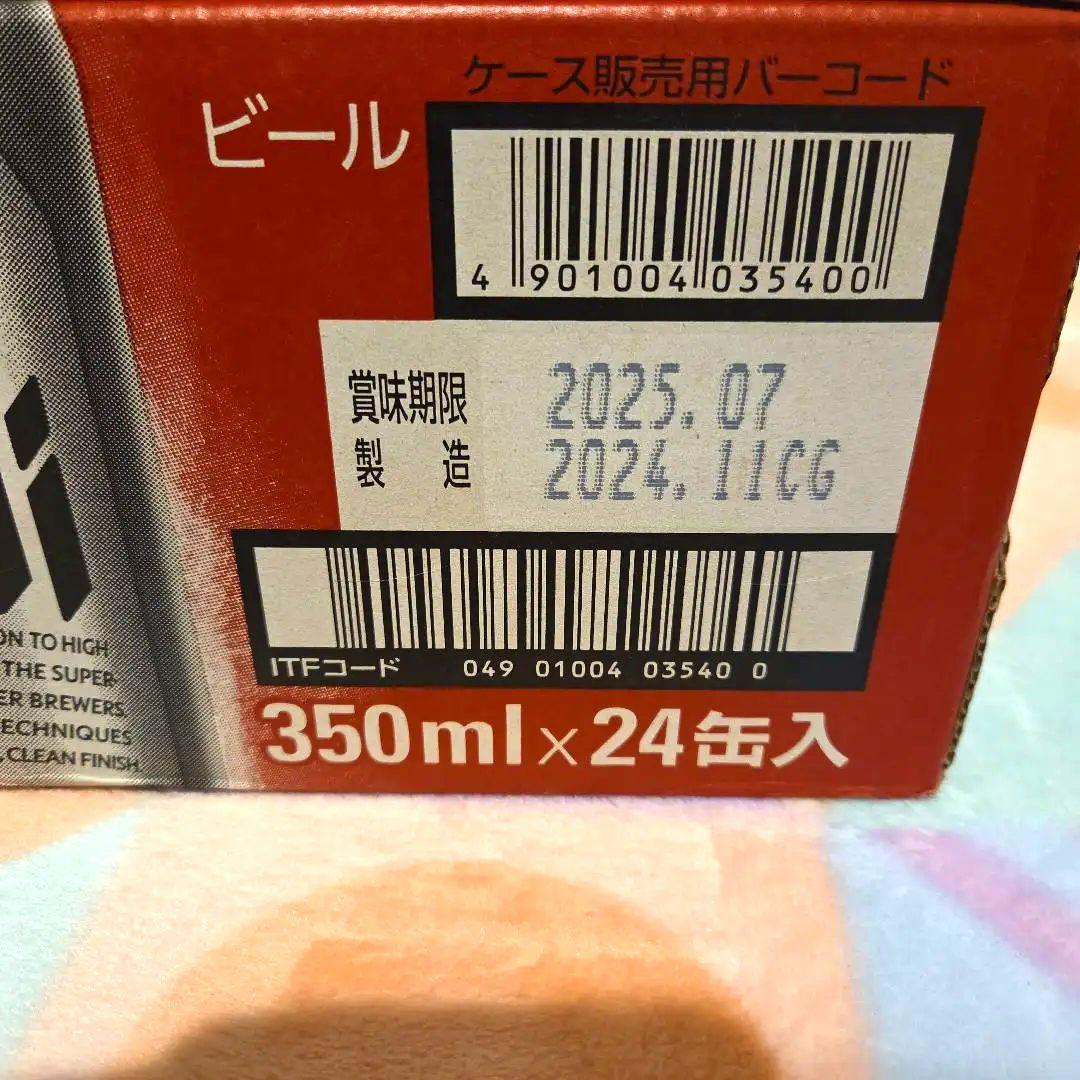 ケース販売用バーコード
ビール
4 901004 035400
賞味期限 2025.07
製造 2024.11CG
ITFコード 049 01004 03540 0
350ml×24缶入
ON TO HIGH
THE SUPER
ER BREWERS.
ECHNIQUES
CLEAN FINISH.